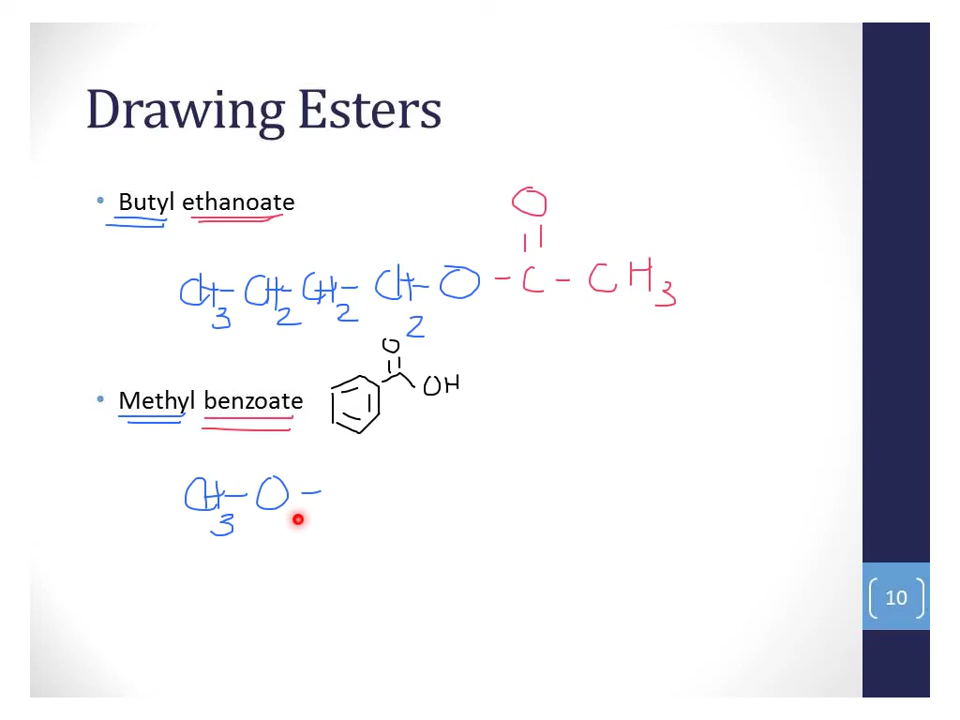 Drawing Esters
• Butyl ethanoate
O
CH3-CH2-CH2-CH2-O-C-CH3
O
• Methyl benzoate
OH
CH3-O-
10